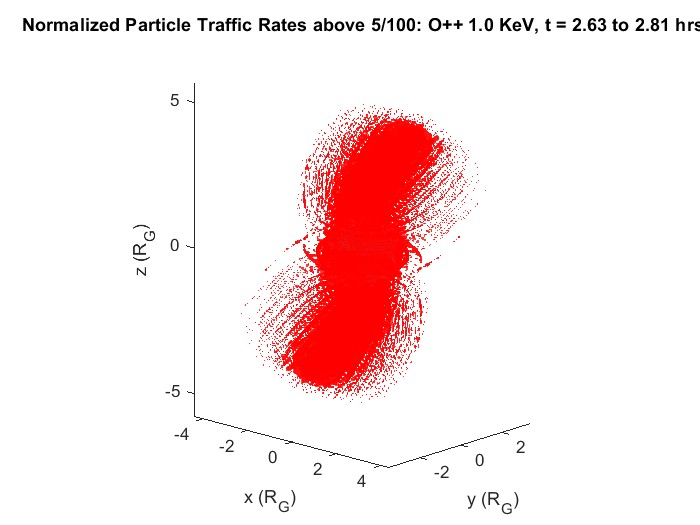 Normalized Particle Traffic Rates above 5/100: O++ 1.0 KeV, t = 2.63 to 2.81 hrs
5
0
-5
z (R_G)
-4
-2
0
2
4
x (R_G)
-2
0
2
y (R_G)